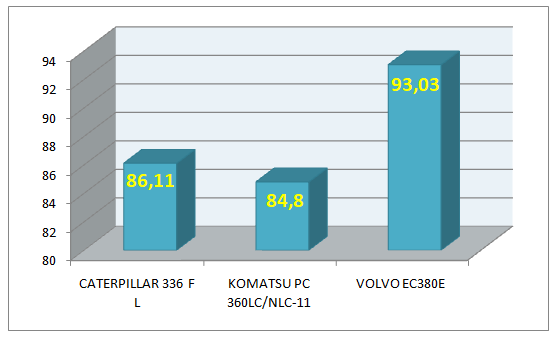 94
92
90
88
86
84
82
80
86,11
84,8
93,03
CATERPILLAR 336 F
L
KOMATSU PC
360LC/NLC-11
VOLVO EC380E